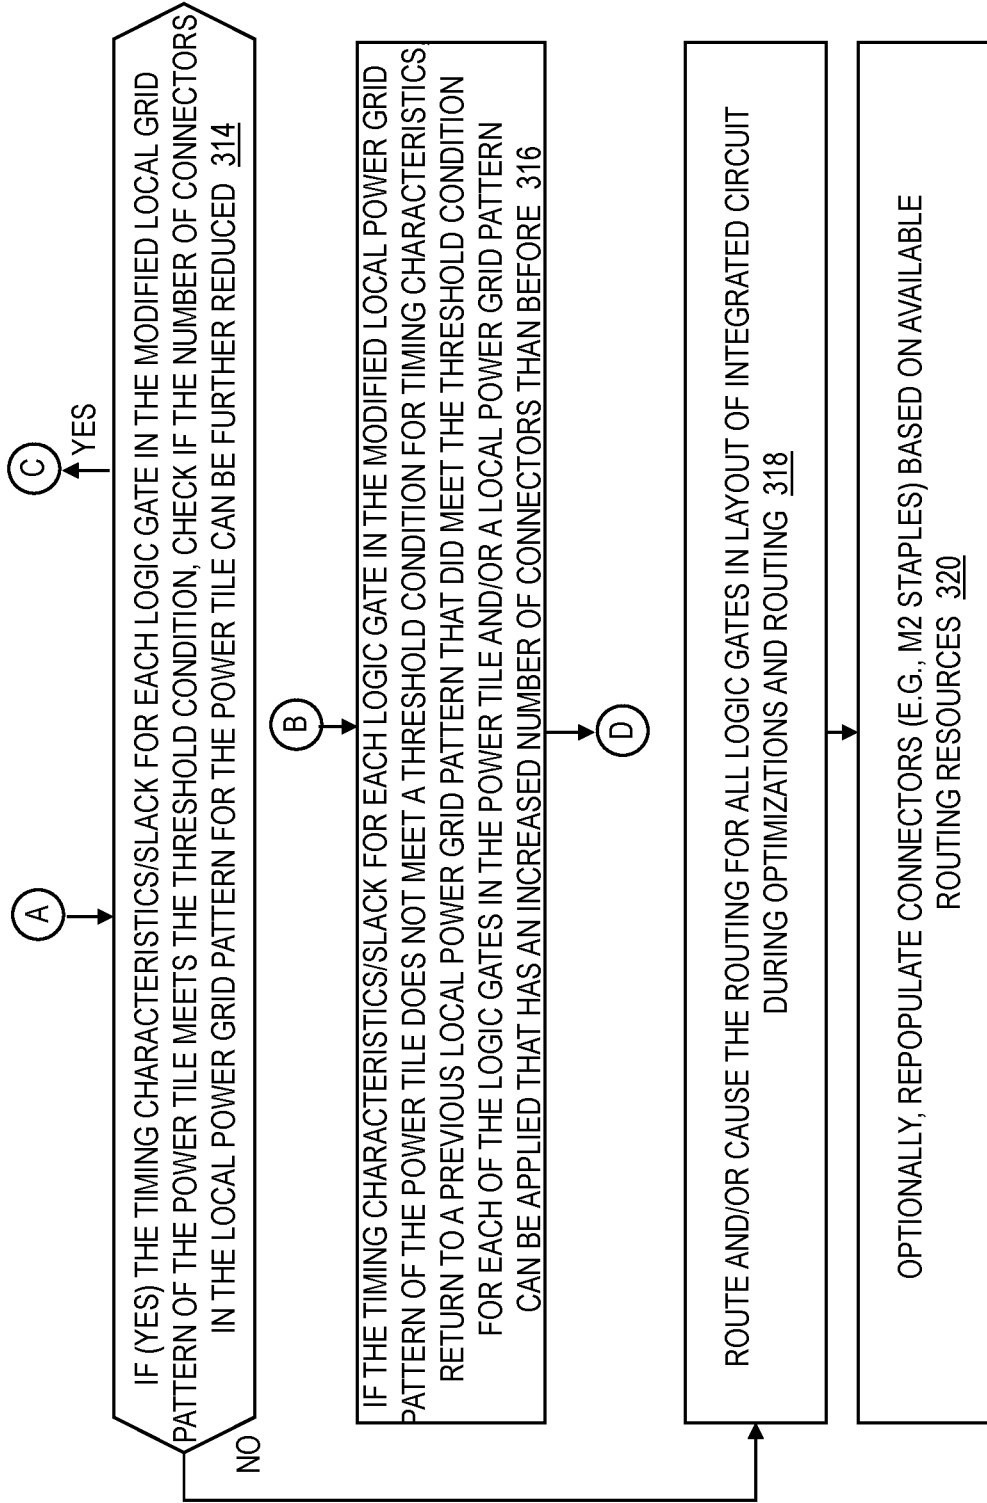 A
C
YES
IF (YES) THE TIMING CHARACTERISTICS/SLACK FOR EACH LOGIC GATE IN THE MODIFIED LOCAL GRID
PATTERN OF THE POWER TILE MEETS THE THRESHOLD CONDITION, CHECK IF THE NUMBER OF CONNECTORS
IN THE LOCAL POWER GRID PATTERN FOR THE POWER TILE CAN BE FURTHER REDUCED 314
NO
B
IF THE TIMING CHARACTERISTICS/SLACK FOR EACH LOGIC GATE IN THE MODIFIED LOCAL POWER GRID
PATTERN OF THE POWER TILE DOES NOT MEET A THRESHOLD CONDITION FOR TIMING CHARACTERISTICS,
RETURN TO A PREVIOUS LOCAL POWER GRID PATTERN THAT DID MEET THE THRESHOLD CONDITION
FOR EACH OF THE LOGIC GATES IN THE POWER TILE AND/OR A LOCAL POWER GRID PATTERN
CAN BE APPLIED THAT HAS AN INCREASED NUMBER OF CONNECTORS THAN BEFORE 316
D
ROUTE AND/OR CAUSE THE ROUTING FOR ALL LOGIC GATES IN LAYOUT OF INTEGRATED CIRCUIT
DURING OPTIMIZATIONS AND ROUTING 318
OPTIONALLY, REPOPULATE CONNECTORS (E.G., M2 STAPLES) BASED ON AVAILABLE
ROUTING RESOURCES 320